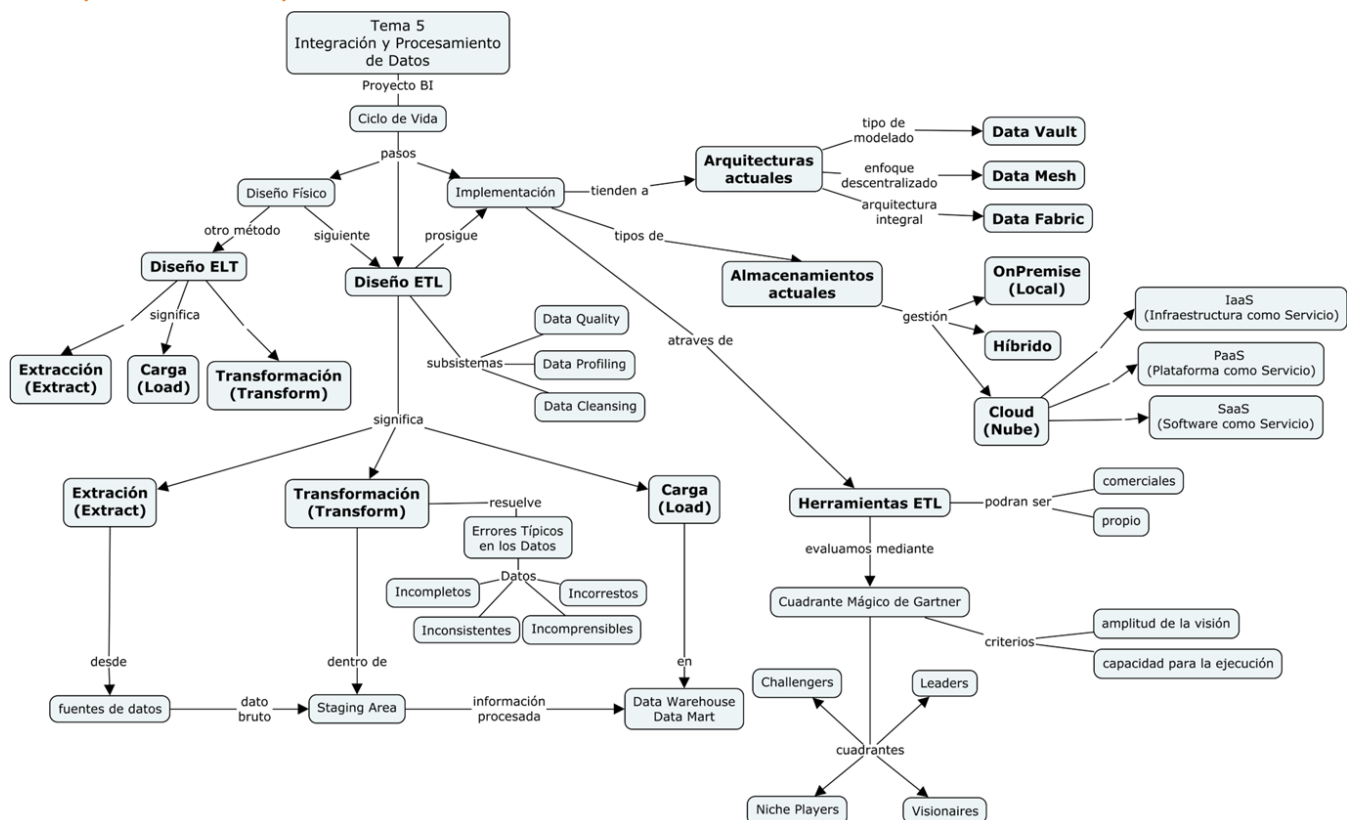 Tema 5
Integración y Procesamiento
de Datos
Proyecto BI
Ciclo de Vida
pasos
Diseño Físico
Implementación
tienden a
Arquitecturas
actuales
tipo de
modelado
Data Vault
enfoque
descentralizado
Data Mesh
arquitectura
integral
Data Fabric
otro método
siguiente
prosigue
tipos de
Diseño ELT
Diseño ETL
Almacenamientos
actuales
gestión
OnPremise
(Local)
Híbrido
Cloud
(Nube)
IaaS
(Infraestructura como Servicio)
PaaS
(Plataforma como Servicio)
SaaS
(Software como Servicio)
significa
Extracción
(Extract)
Carga
(Load)
Transformación
(Transform)
subsistemas
Data Quality
Data Profiling
Data Cleansing
atraves de
significa
Extración
(Extract)
Transformación
(Transform)
Carga
(Load)
resuelve
Errores Típicos
en los Datos
Datos
Incompletos
Incorrestos
Inconsistentes
Incomprensibles
Herramientas ETL
podran ser
comerciales
propio
evaluamos mediante
Cuadrante Mágico de Gartner
criterios
amplitud de la visión
capacidad para la ejecución
desde
dentro de
en
fuentes de datos
dato
bruto
Staging Area
información
procesada
Data Warehouse
Data Mart
Challengers
Leaders
cuadrantes
Niche Players
Visionaires